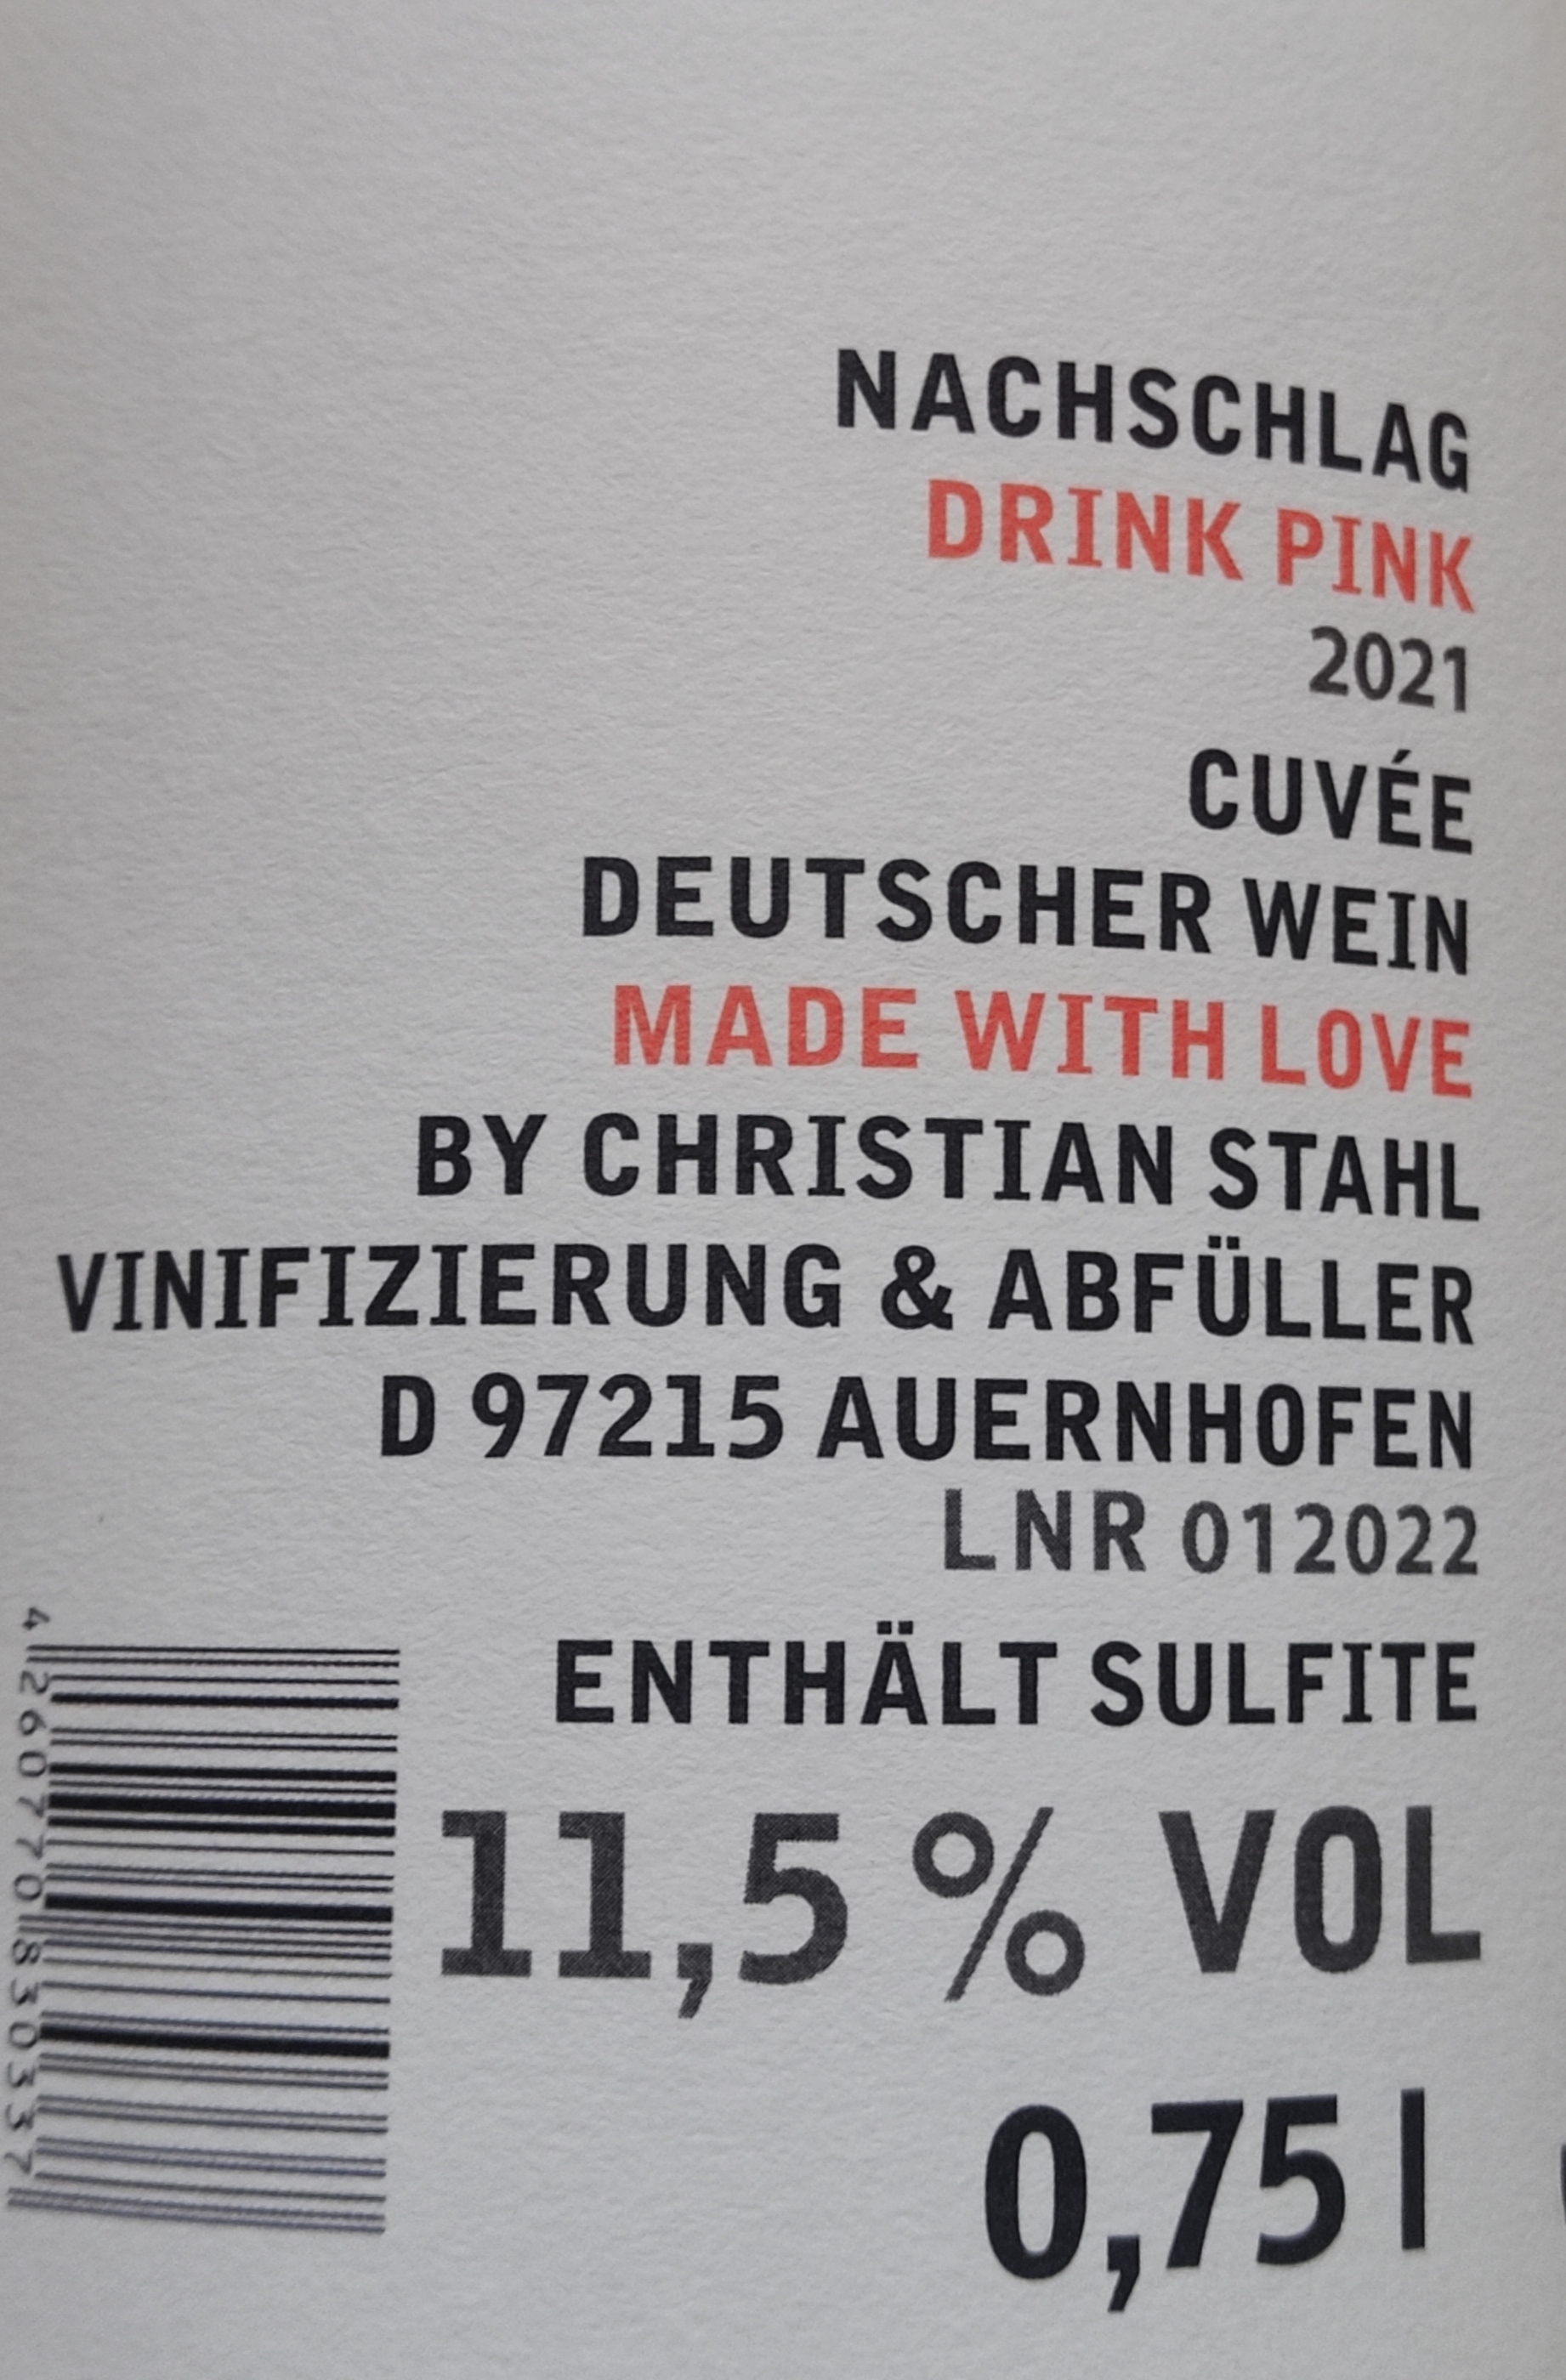 NACHSCHLAG
DRINK PINK
2021
CUVÉE
DEUTSCHER WEIN
MADE WITH LOVE
BY CHRISTIAN STAHL
VINIFIZIERUNG & ABFÜLLER
D 97215 AUERNHOFEN
LNR 012022
ENTHÄLT SULFITE
11,5 % VOL
0,75 l
4 260770 830337